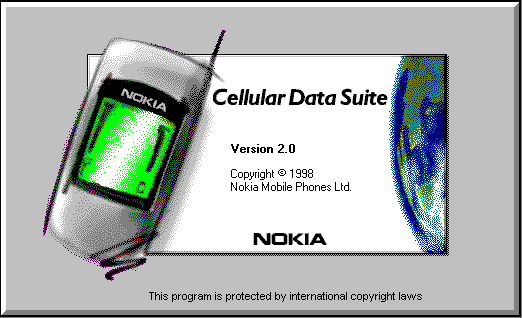 NOKIA
Cellular Data Suite
Version 2.0
Copyright © 1998
Nokia Mobile Phones Ltd.
NOKIA
This program is protected by international copyright laws